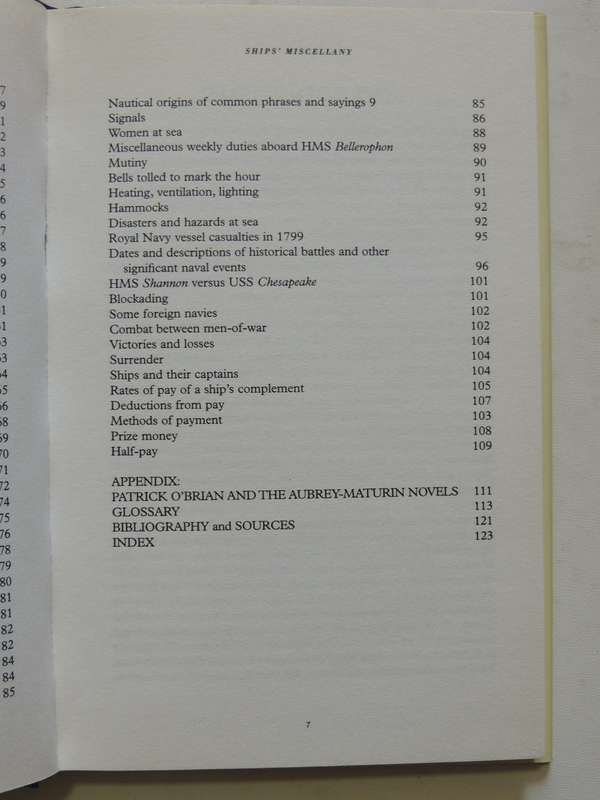 SHIPS' MISCELLANY
Nautical origins of common phrases and sayings 9 85
Signals 86
Women at sea 88
Miscellaneous weekly duties aboard HMS Bellerophon 89
Mutiny 90
Bells tolled to mark the hour 91
Heating, ventilation, lighting 91
Hammocks 92
Disasters and hazards at sea 92
Royal Navy vessel casualties in 1799 95
Dates and descriptions of historical battles and other
significant naval events 96
HMS Shannon versus USS Chesapeake 101
Blockading 101
Some foreign navies 102
Combat between men-of-war 102
Victories and losses 104
Surrender 104
Ships and their captains 104
Rates of pay of a ship's complement 105
Deductions from pay 107
Methods of payment 103
Prize money 108
Half-pay 109
APPENDIX:
PATRICK O'BRIAN AND THE AUBREY-MATURIN NOVELS 111
GLOSSARY 113
BIBLIOGRAPHY and SOURCES 121
INDEX 123
7